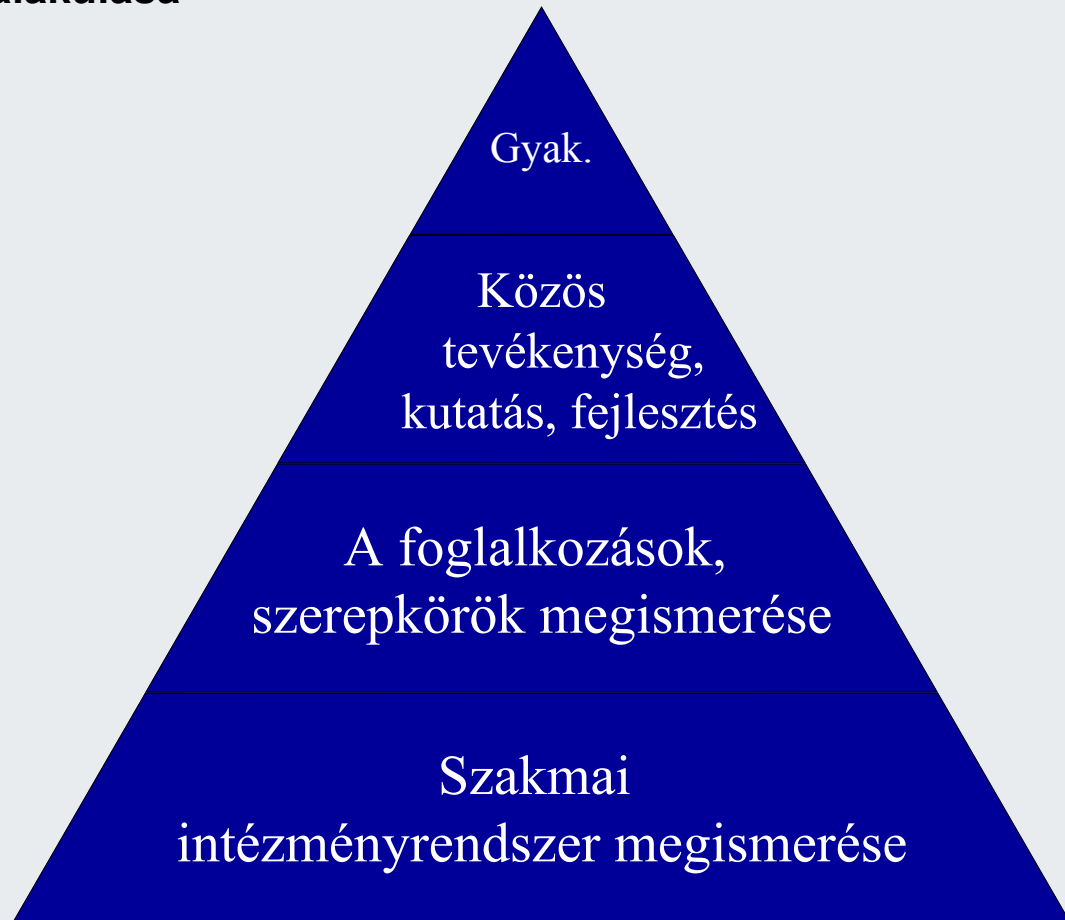 Gyak.
Közös
tevékenység,
kutatás, fejlesztés
A foglalkozások,
szerepkörök megismerése
Szakmai
intézményrendszer megismerése